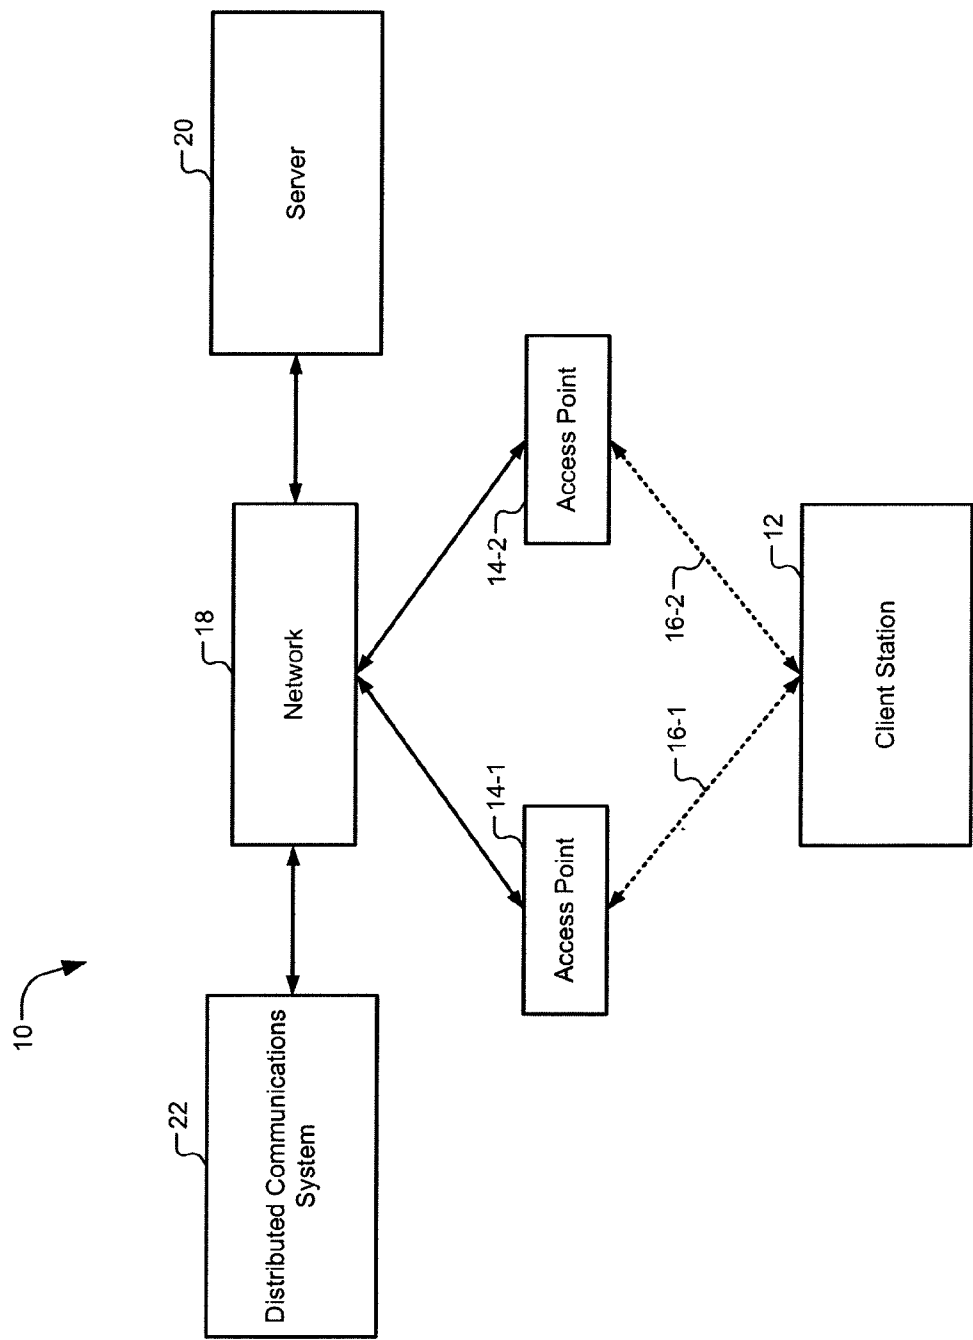 10
22
Distributed Communications
System
18
Network
20
Server
14-1
Access Point
14-2
Access Point
16-1
16-2
12
Client Station